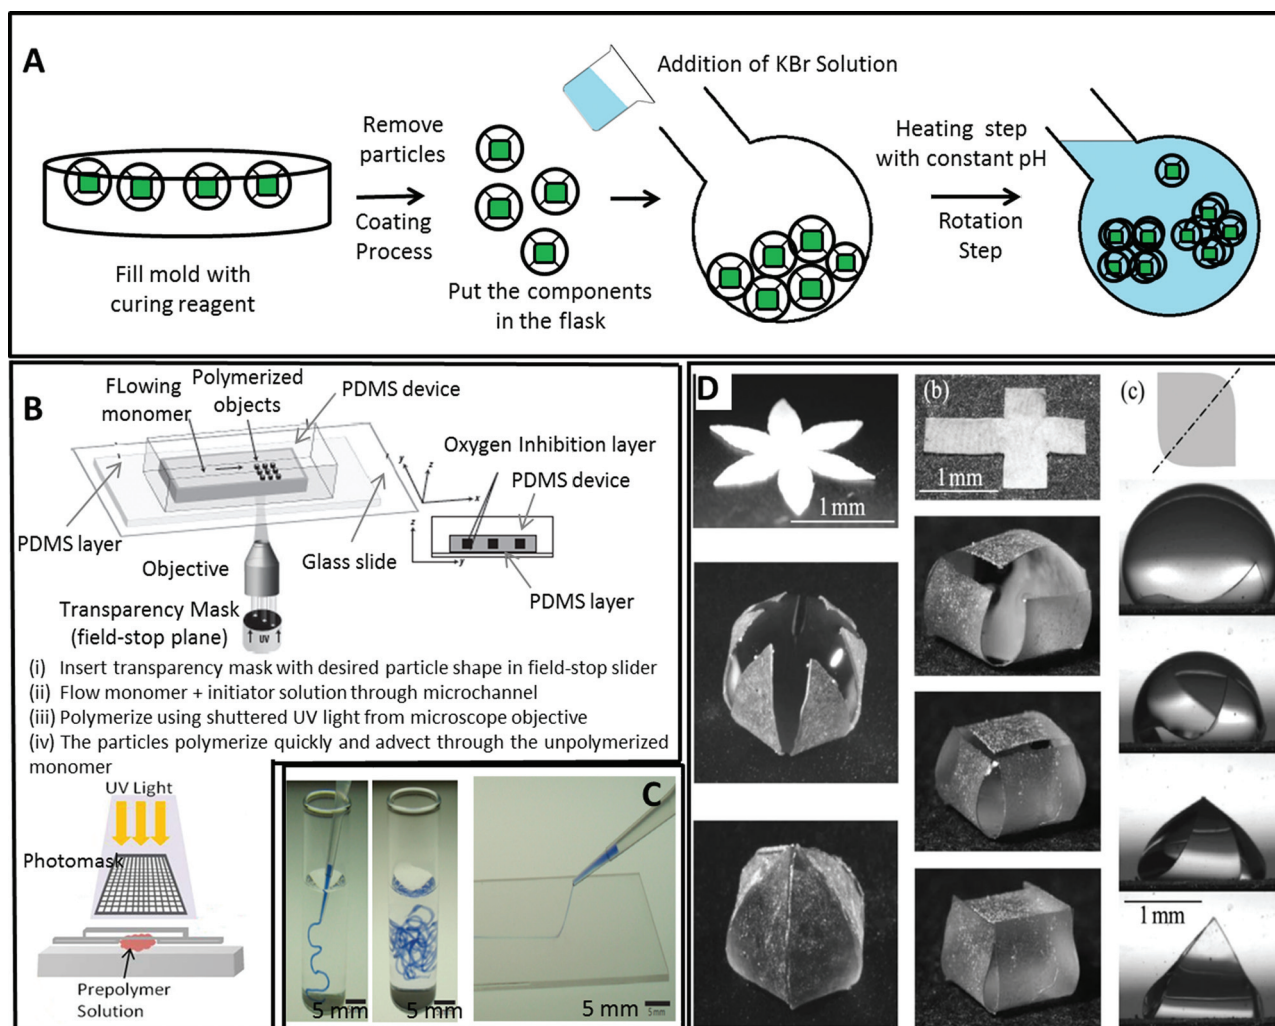 A
Addition of KBr Solution
Remove
particles
Coating
Process
Heating step
with constant pH
Rotation
Step
Fill mold with
curing reagent
Put the components
in the flask
B
FLowing
monomer
Polymerized
objects
PDMS device
Oxygen Inhibition layer
PDMS device
PDMS layer
Glass slide
PDMS layer
Objective
Transparency Mask
(field-stop plane)
UV
z
y
x
z
y
(i) Insert transparency mask with desired particle shape in field-stop slider
(ii) Flow monomer + initiator solution through microchannel
(iii) Polymerize using shuttered UV light from microscope objective
(iv) The particles polymerize quickly and advect through the unpolymerized
monomer
UV Light
Photomask
Prepolymer
Solution
C
5 mm
5 mm
5 mm
5 mm
D
1 mm
(b)
1 mm
(c)
1 mm